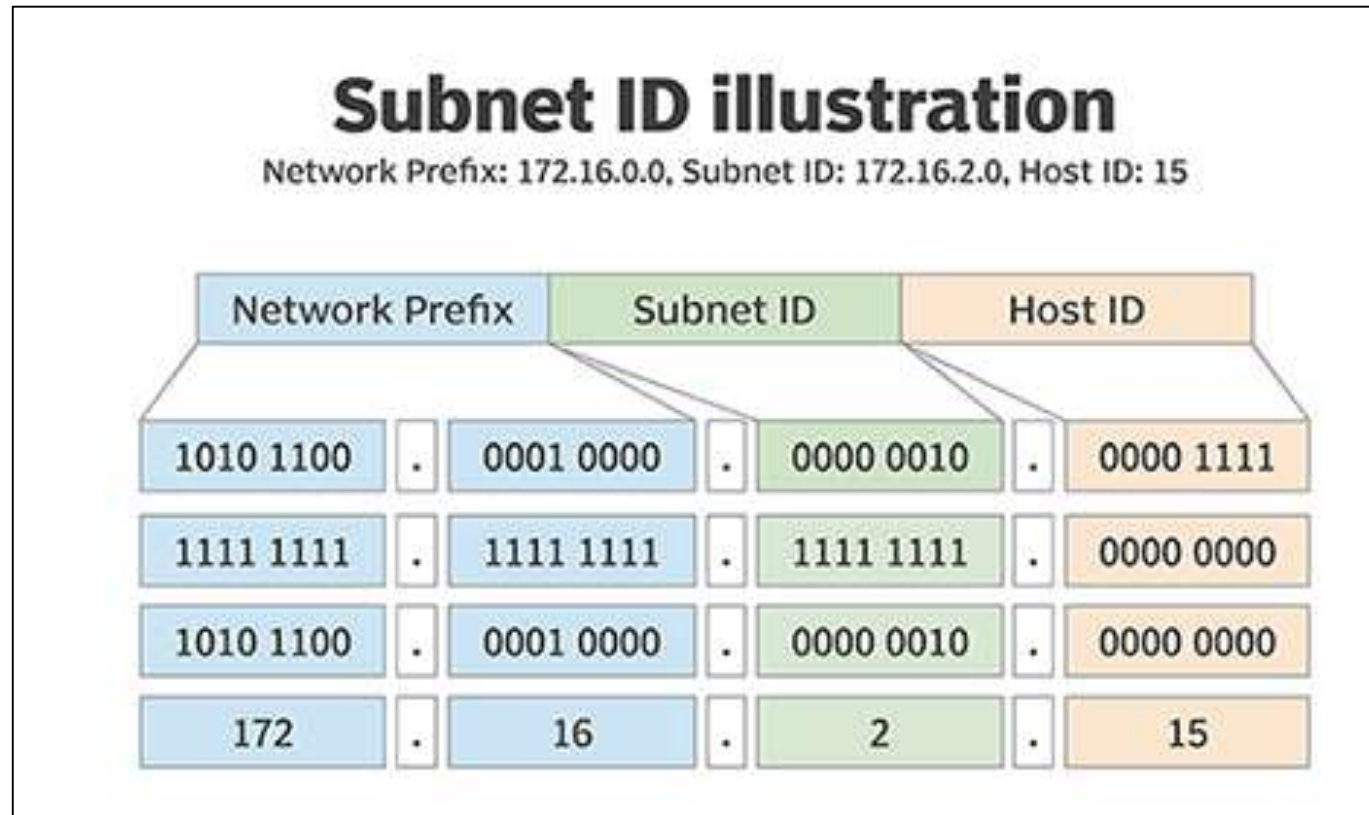 Subnet ID illustration
Network Prefix: 172.16.0.0, Subnet ID: 172.16.2.0, Host ID: 15
Network Prefix Subnet ID Host ID
1010 1100 . 0001 0000 . 0000 0010 . 0000 1111
1111 1111 . 1111 1111 . 1111 1111 . 0000 0000
1010 1100 . 0001 0000 . 0000 0010 . 0000 0000
172 . 16 . 2 . 15